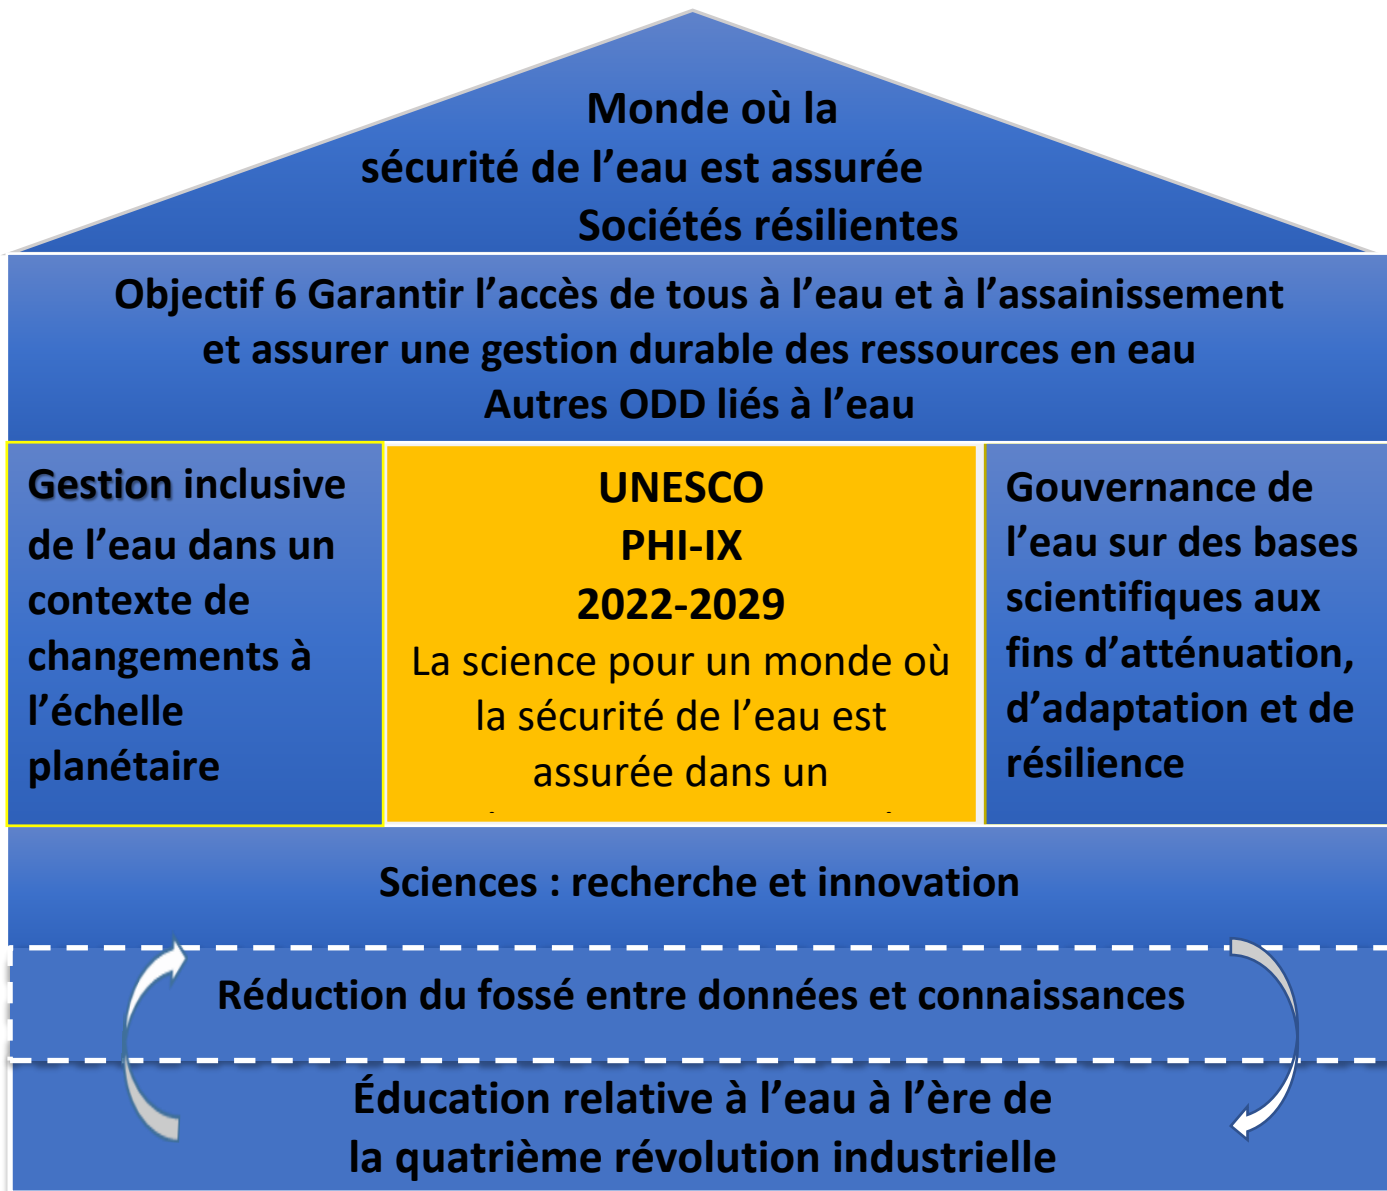 Monde où la
sécurité de l’eau est assurée
Sociétés résilientes
Objectif 6 Garantir l’accès de tous à l’eau et à l’assainissement
et assurer une gestion durable des ressources en eau
Autres ODD liés à l’eau
Gestion inclusive
de l’eau dans un
contexte de
changements à
l’échelle
planétaire
UNESCO
PHI-IX
2022-2029
La science pour un monde où
la sécurité de l’eau est
assurée dans un
Gouvernance de
l’eau sur des bases
scientifiques aux
fins d’atténuation,
d’adaptation et de
résilience
Sciences : recherche et innovation
Réduction du fossé entre données et connaissances
Éducation relative à l’eau à l’ère de
la quatrième révolution industrielle